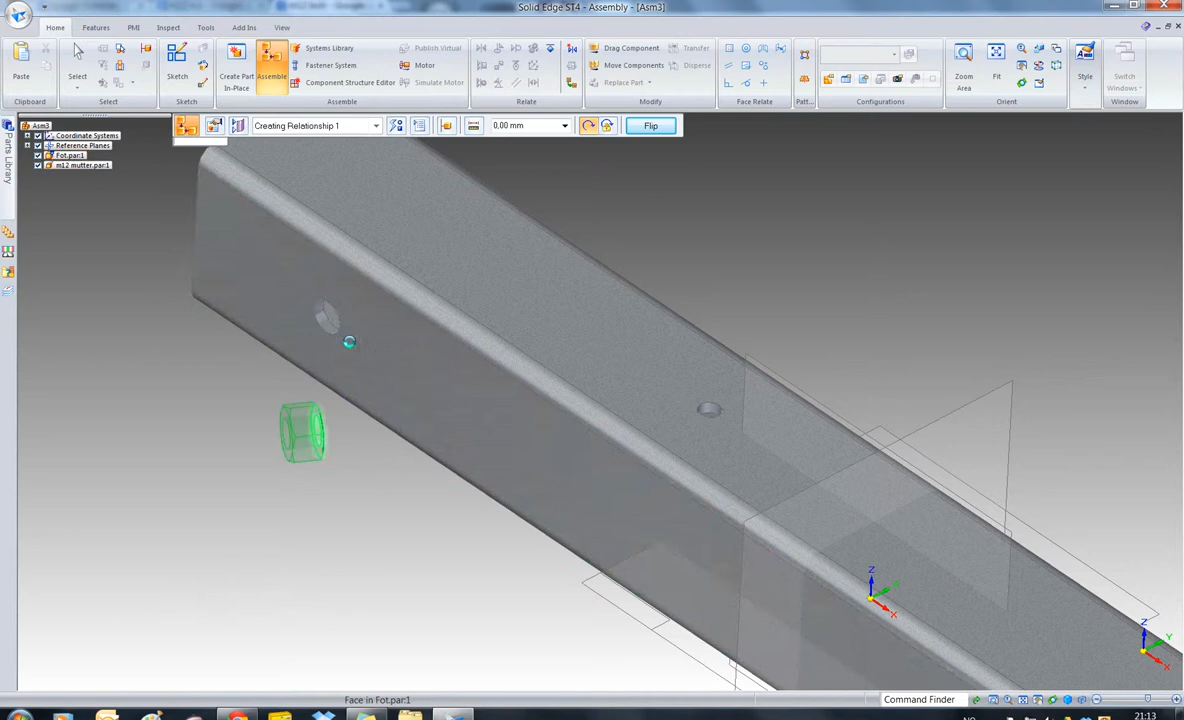 Solid Edge ST4 - Assembly - [Asm3]
Home Features PMI Inspect Tools Add Ins View
Paste
Clipboard
Select
Select
Sketch
Sketch
Create Part In-Place
Assemble
Systems Library
Fastener System
Component Structure Editor
Publish Virtual
Motor
Simulate Motor
Assemble
Relate
Drag Component
Move Components
Replace Part
Transfer
Disperse
Modify
Face Relate
Patt...
Configurations
Zoom Area
Fit
Orient
Style
Switch Windows
Window
Parts Library
Asm3
Coordinate Systems
Reference Planes
Fot.par:1
m12 mutter.par:1
Creating Relationship 1
0,00 mm
Flip
Z
X
Z
Y
X
Face in Fot.par:1
Command Finder
NO
21:13